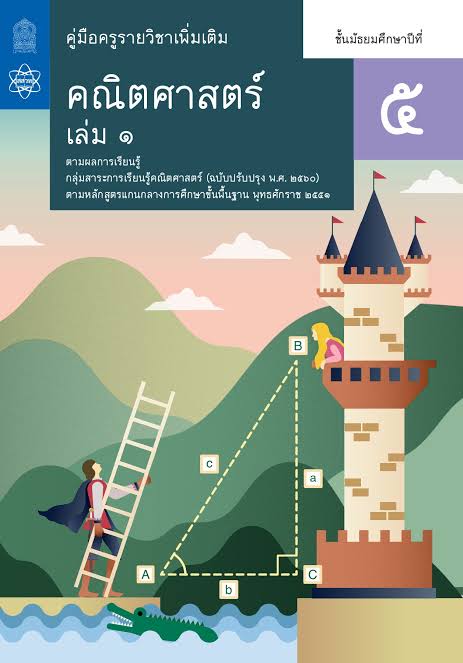 สสวท.
คู่มือครูรายวิชาเพิ่มเติม
ชั้นมัธยมศึกษาปีที่
คณิตศาสตร์
๕
เล่ม ๑
ตามผลการเรียนรู้
กลุ่มสาระการเรียนรู้คณิตศาสตร์ (ฉบับปรับปรุง พ.ศ. ๒๕๖๐)
ตามหลักสูตรแกนกลางการศึกษาขั้นพื้นฐาน พุทธศักราช ๒๕๕๑
B
c
a
A
b
C